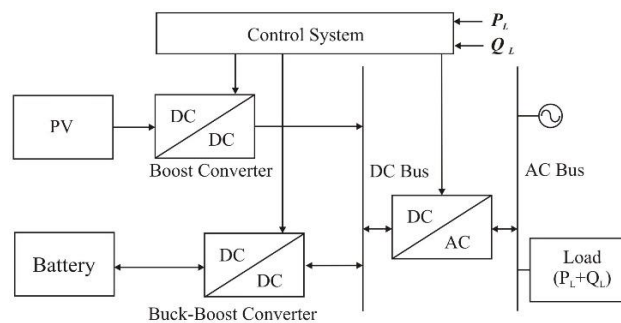 Control System
P_L
Q_L
PV
DC
DC
Boost Converter
DC Bus
AC Bus
DC
AC
Battery
DC
DC
Buck-Boost Converter
Load
(P_L+Q_L)